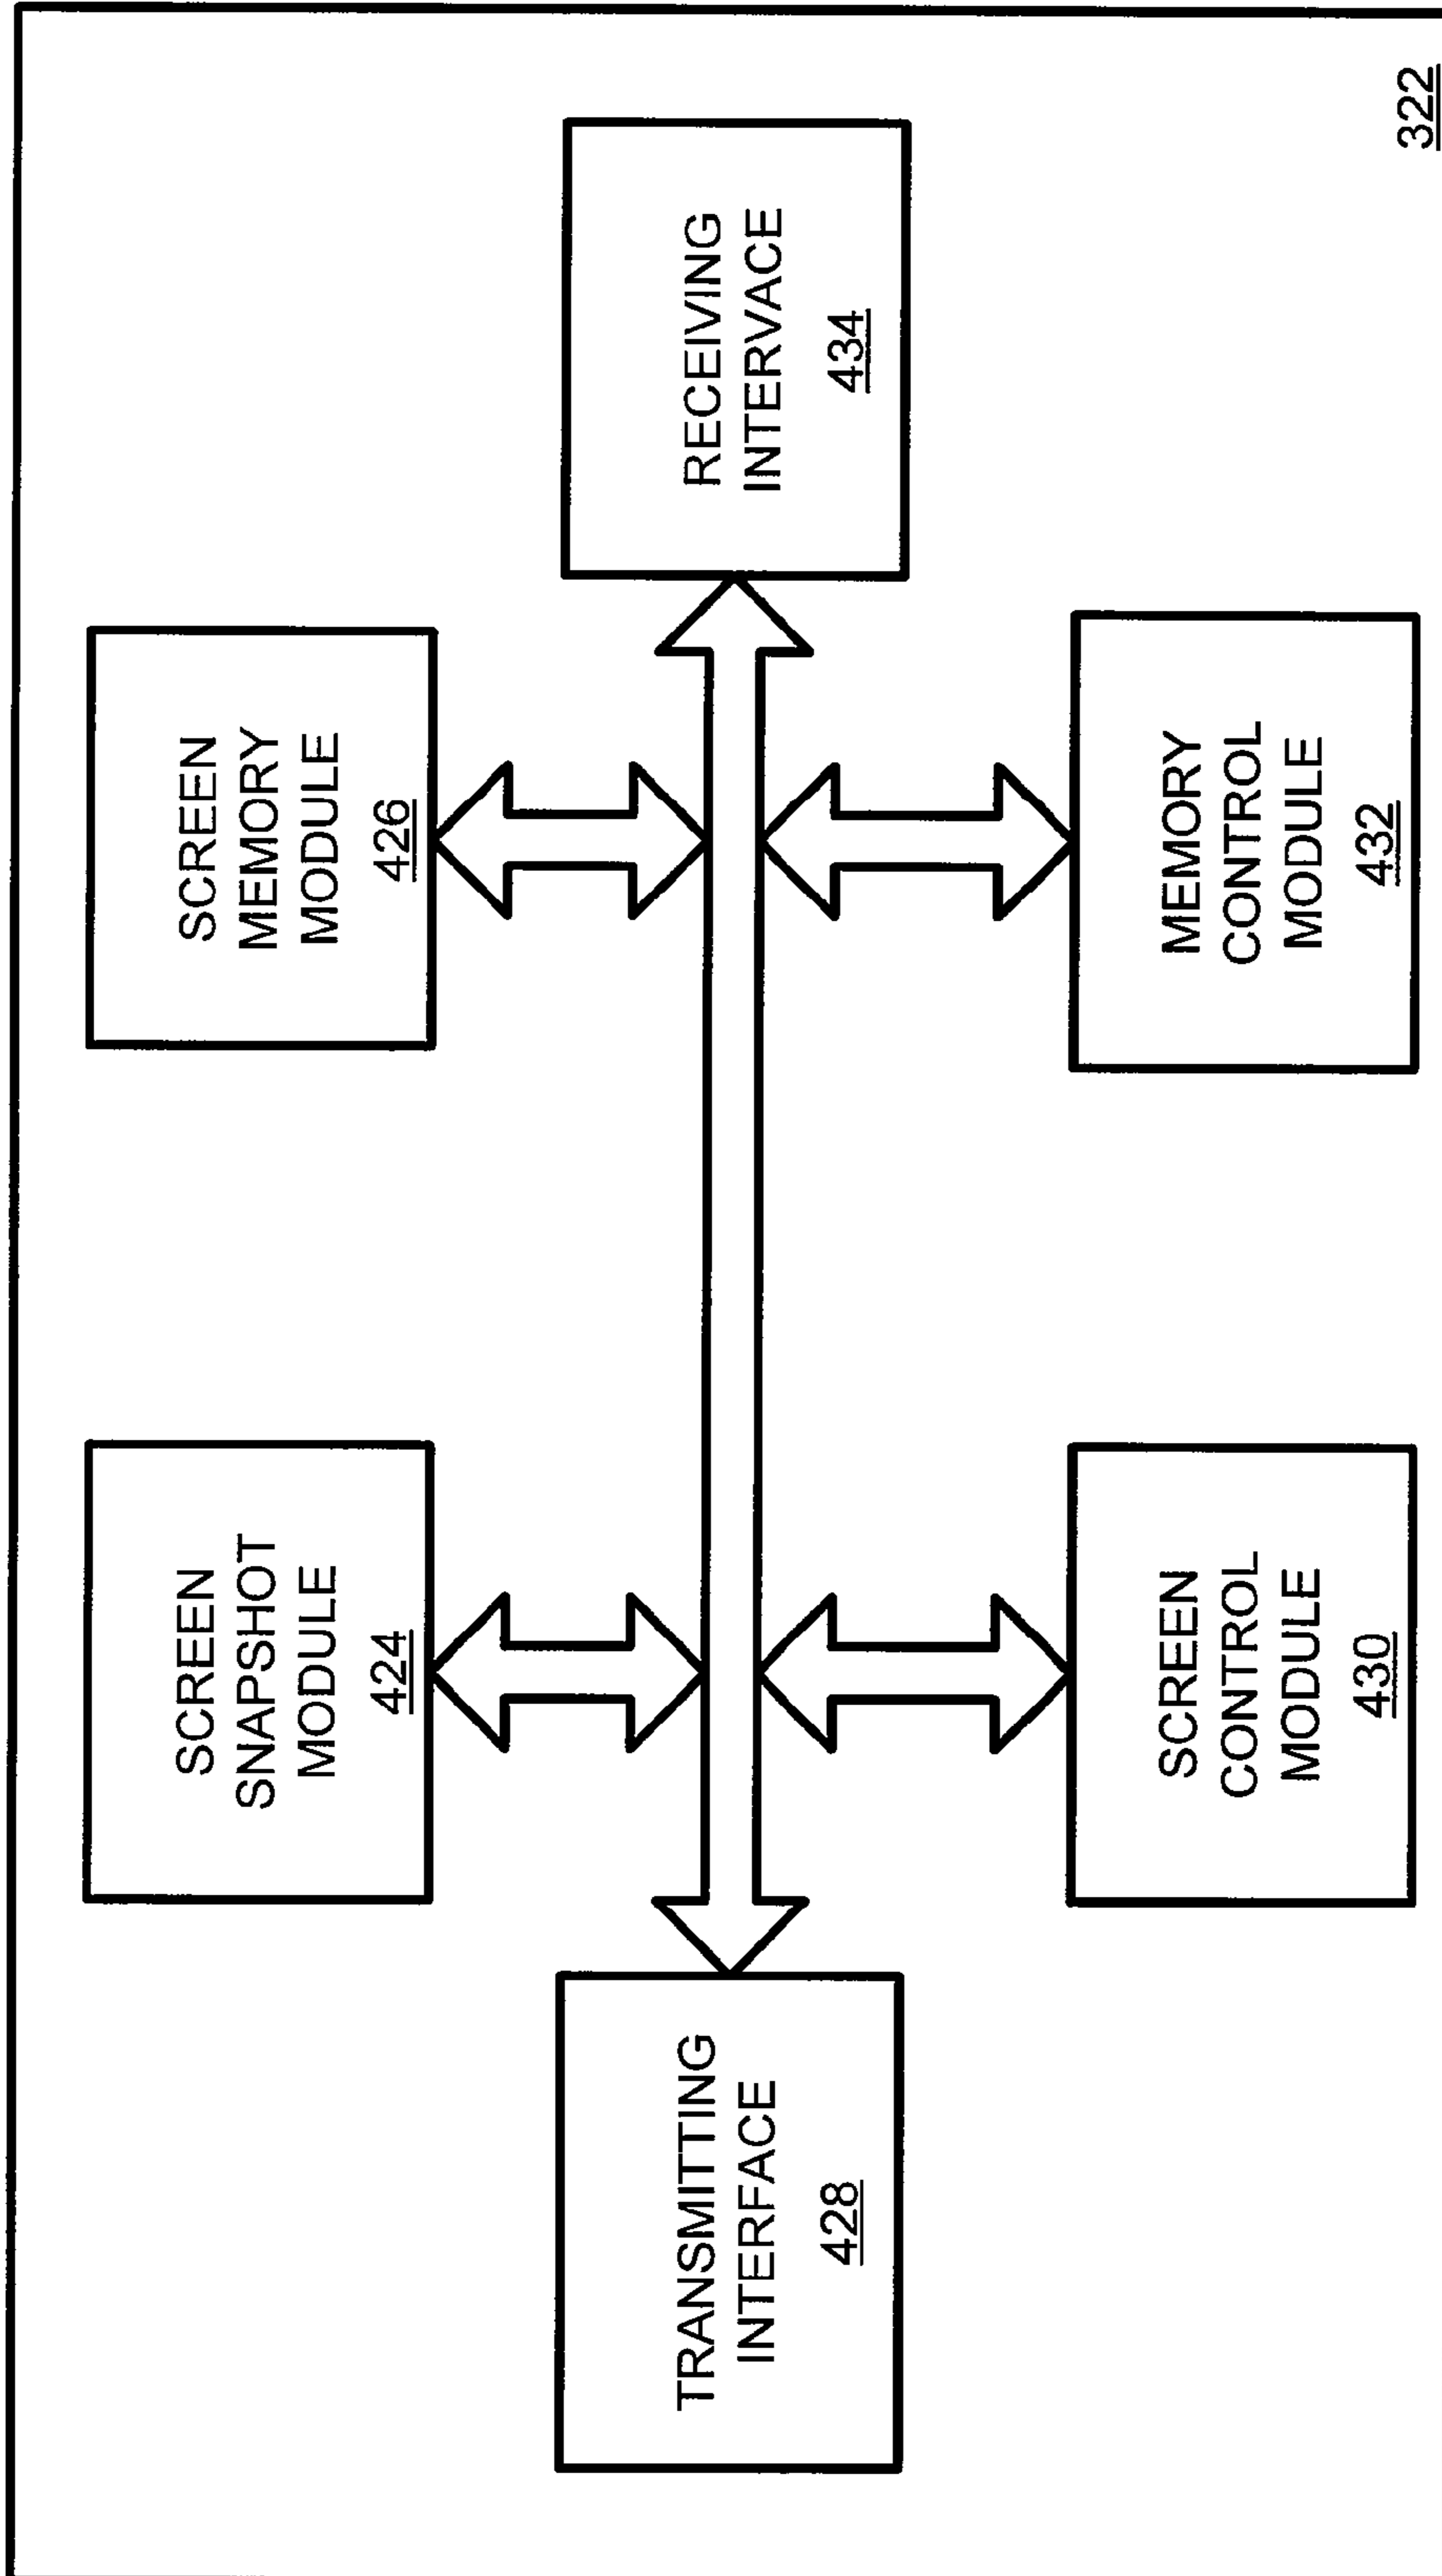 SCREEN
SNAPSHOT
MODULE
424
SCREEN
MEMORY
MODULE
426
TRANSMITTING
INTERFACE
428
RECEIVING
INTERVACE
434
SCREEN
CONTROL
MODULE
430
MEMORY
CONTROL
MODULE
432
322